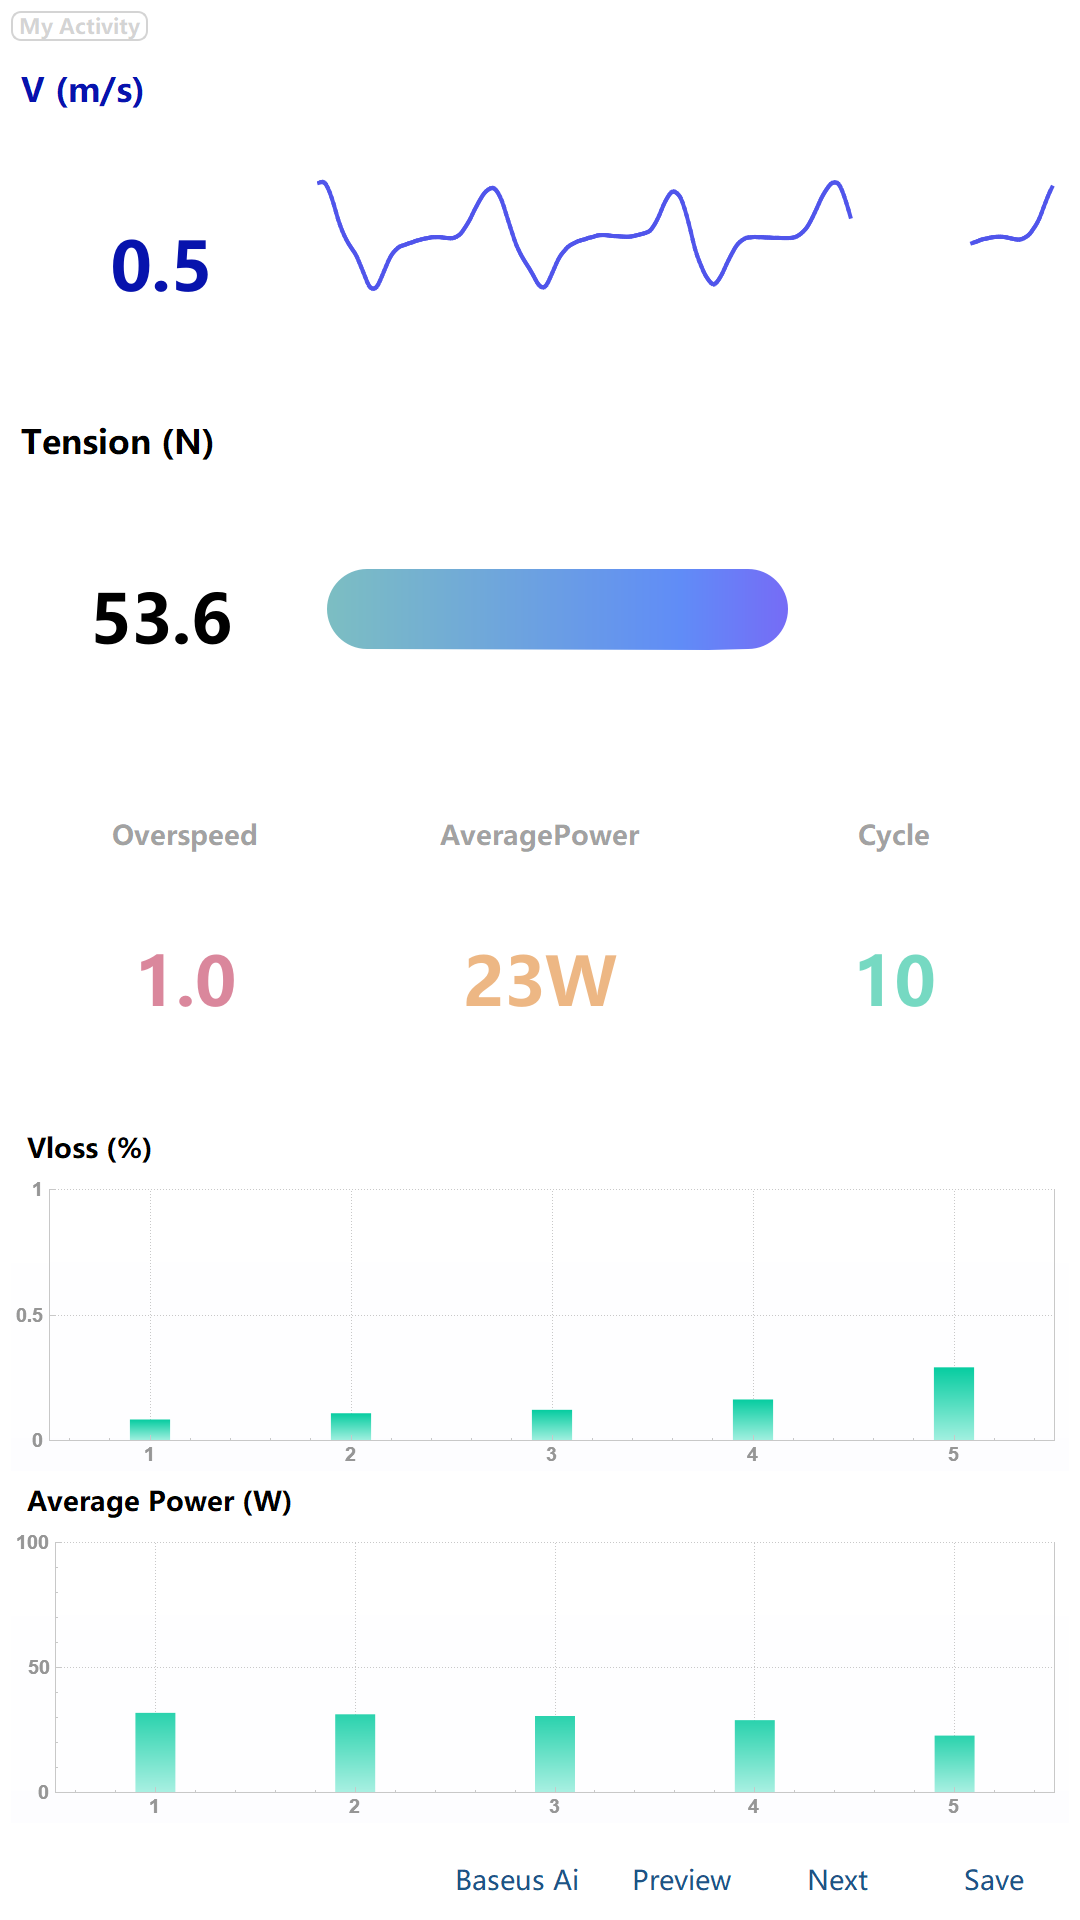 My Activity
V (m/s)
0.5
Tension (N)
53.6
Overspeed AveragePower Cycle
1.0 23W 10
Vloss (%)
1
0.5
0
1 2 3 4 5
Average Power (W)
100
50
0
1 2 3 4 5
Baseus Ai Preview Next Save